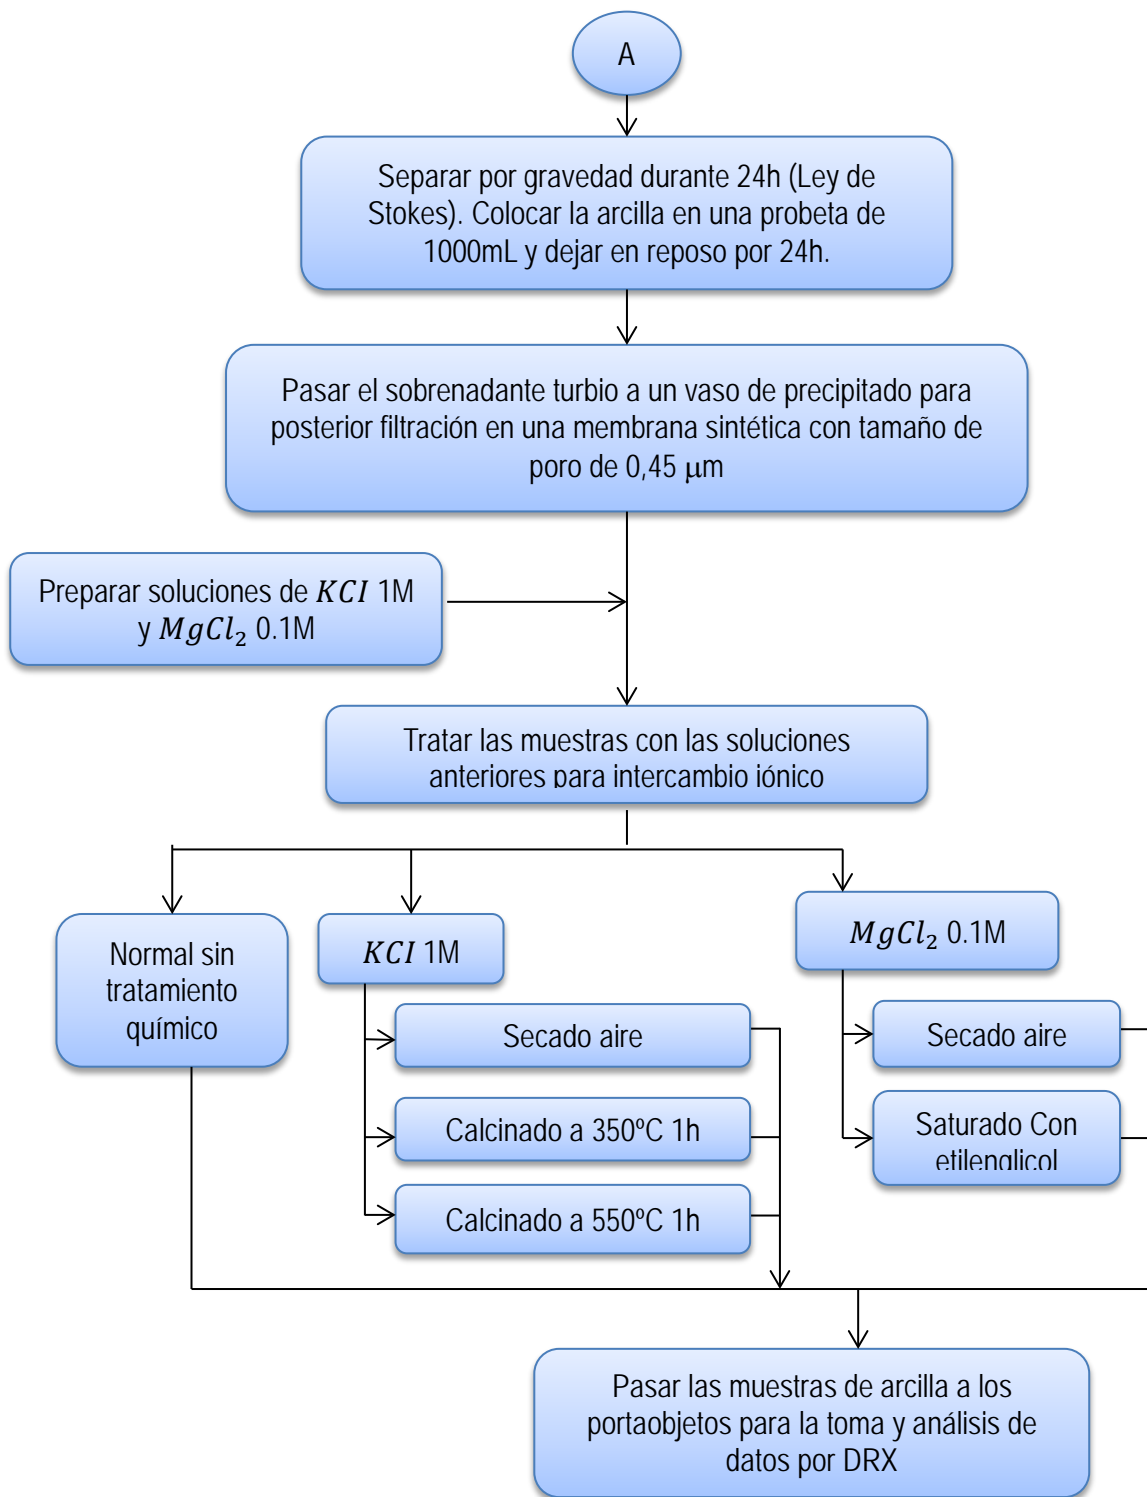 A
Separar por gravedad durante 24h (Ley de
Stokes). Colocar la arcilla en una probeta de
1000mL y dejar en reposo por 24h.
Pasar el sobrenadante turbio a un vaso de precipitado para
posterior filtración en una membrana sintética con tamaño de
poro de 0,45 μm
Preparar soluciones de KCl 1M
y MgCl₂ 0.1M
Tratar las muestras con las soluciones
anteriores para intercambio iónico
Normal sin
tratamiento
químico
KCl 1M
Secado aire
Calcinado a 350ºC 1h
Calcinado a 550ºC 1h
MgCl₂ 0.1M
Secado aire
Saturado Con
etilenglicol
Pasar las muestras de arcilla a los
portaobjetos para la toma y análisis de
datos por DRX